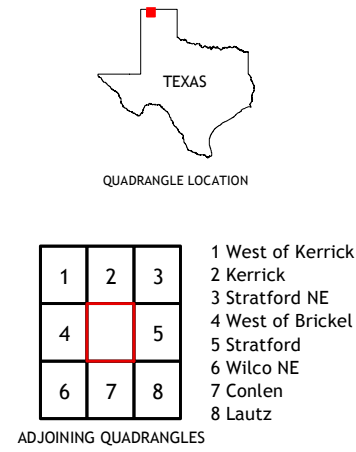 TEXAS
QUADRANGLE LOCATION
1 2 3
4 5
6 7 8
1 West of Kerrick
2 Kerrick
3 Stratford NE
4 West of Brickel
5 Stratford
6 Wilco NE
7 Conlen
8 Lautz
ADJOINING QUADRANGLES